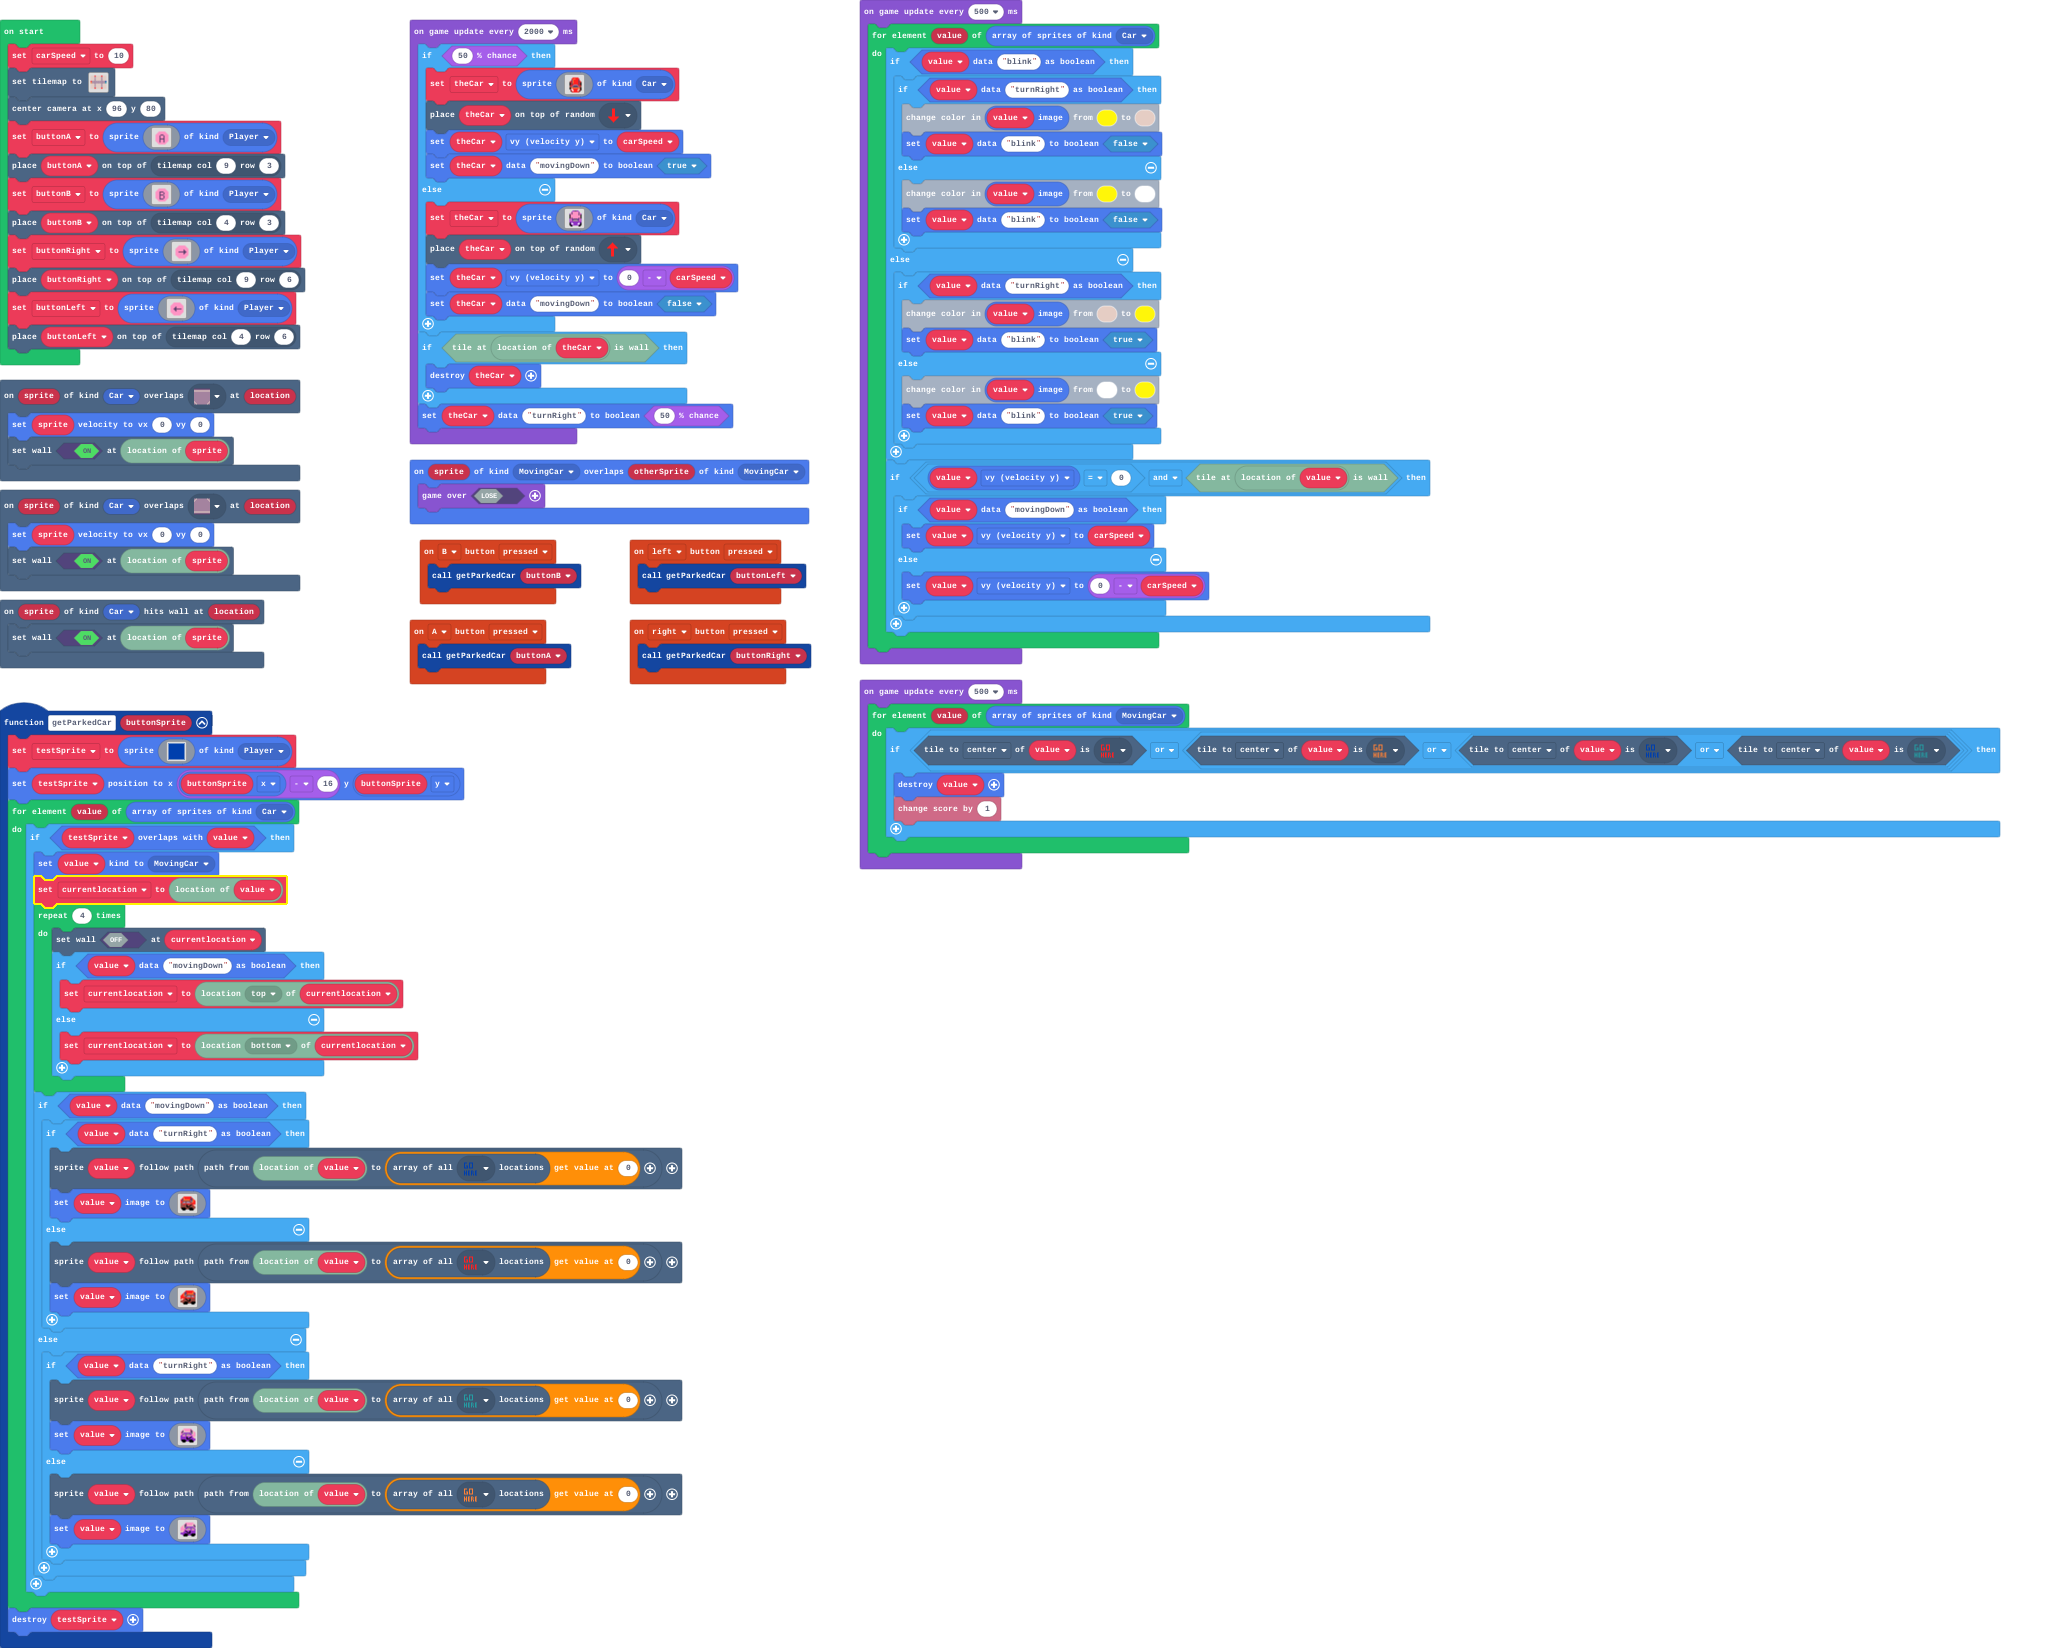 on start
set carSpeed to 10
set tilemap to
center camera at x 96 y 80
set buttonA to sprite A of kind Player
place buttonA on top of tilemap col 9 row 3
set buttonB to sprite B of kind Player
place buttonB on top of tilemap col 4 row 3
set buttonRight to sprite of kind Player
place buttonRight on top of tilemap col 9 row 6
set buttonLeft to sprite of kind Player
place buttonLeft on top of tilemap col 4 row 6
on sprite of kind Car overlaps at location
set sprite velocity to vx 0 vy 0
set wall ON at location of sprite
on sprite of kind Car overlaps at location
set sprite velocity to vx 0 vy 0
set wall ON at location of sprite
on sprite of kind Car hits wall at location
set wall ON at location of sprite
function getParkedCar buttonSprite
set testSprite to sprite of kind Player
set testSprite position to x buttonSprite x - 16 y buttonSprite y
for element value of array of sprites of kind Car
do
if testSprite overlaps with value then
set value kind to MovingCar
set currentlocation to location of value
repeat 4 times
do
set wall OFF at currentlocation
if value data "movingDown" as boolean then
set currentlocation to location top of currentlocation
else
set currentlocation to location bottom of currentlocation
if value data "movingDown" as boolean then
if value data "turnRight" as boolean then
sprite value follow path path from location of value to array of all GO HERE locations get value at 0
set value image to
else
sprite value follow path path from location of value to array of all GO HERE locations get value at 0
set value image to
else
if value data "turnRight" as boolean then
sprite value follow path path from location of value to array of all GO HERE locations get value at 0
set value image to
else
sprite value follow path path from location of value to array of all GO HERE locations get value at 0
set value image to
destroy testSprite
on game update every 2000 ms
if 50 % chance then
set theCar to sprite of kind Car
place theCar on top of random
set theCar vy (velocity y) to carSpeed
set theCar data "movingDown" to boolean true
else
set theCar to sprite of kind Car
place theCar on top of random
set theCar vy (velocity y) to 0 - carSpeed
set theCar data "movingDown" to boolean false
if tile at location of theCar is wall then
destroy theCar
set theCar data "turnRight" to boolean 50 % chance
on sprite of kind MovingCar overlaps otherSprite of kind MovingCar
game over LOSE
on B button pressed
call getParkedCar buttonB
on left button pressed
call getParkedCar buttonLeft
on A button pressed
call getParkedCar buttonA
on right button pressed
call getParkedCar buttonRight
on game update every 500 ms
for element value of array of sprites of kind Car
do
if value data "blink" as boolean then
if value data "turnRight" as boolean then
change color in value image from to
set value data "blink" to boolean false
else
change color in value image from to
set value data "blink" to boolean false
else
if value data "turnRight" as boolean then
change color in value image from to
set value data "blink" to boolean true
else
change color in value image from to
set value data "blink" to boolean true
if value vy (velocity y) = 0 and tile at location of value is wall then
if value data "movingDown" as boolean then
set value vy (velocity y) to carSpeed
else
set value vy (velocity y) to 0 - carSpeed
on game update every 500 ms
for element value of array of sprites of kind MovingCar
do
if tile to center of value is GO HERE or tile to center of value is GO HERE or tile to center of value is GO HERE or tile to center of value is GO HERE then
destroy value
change score by 1